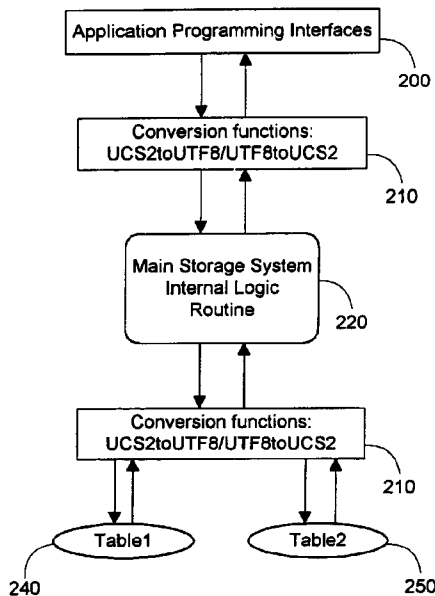 Application Programming Interfaces
200
Conversion functions:
UCS2toUTF8/UTF8toUCS2
210
Main Storage System
Internal Logic
Routine
220
Conversion functions:
UCS2toUTF8/UTF8toUCS2
210
Table1
Table2
240
250